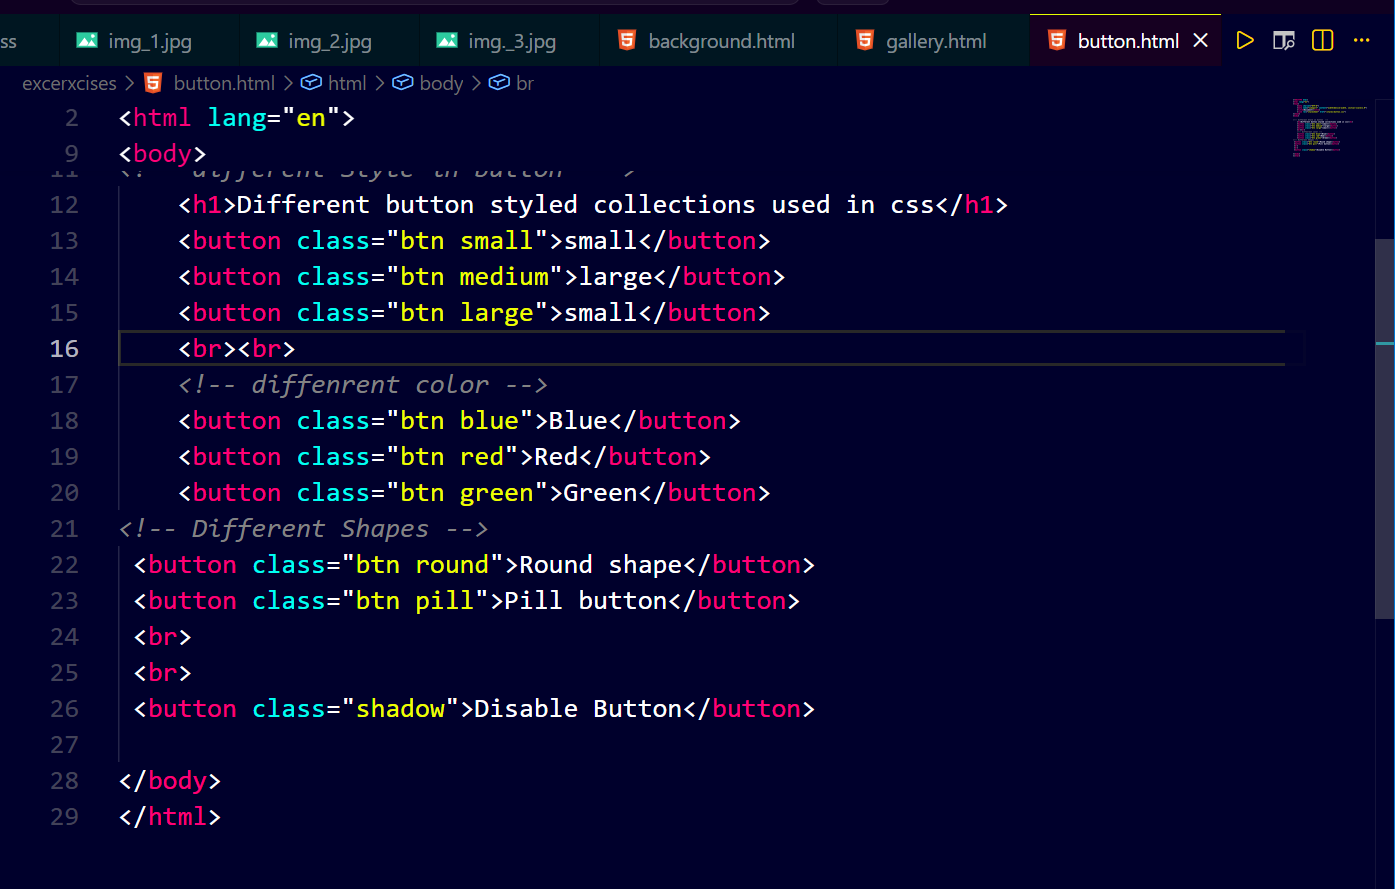 ss img_1.jpg img_2.jpg img._3.jpg background.html gallery.html button.html
excerxcises > button.html > html > body > br
2 <html lang="en">
9 <body>
11 <!-- different Style in button -->
12 <h1>Different button styled collections used in css</h1>
13 <button class="btn small">small</button>
14 <button class="btn medium">large</button>
15 <button class="btn large">small</button>
16 <br><br>
17 <!-- diffenrent color -->
18 <button class="btn blue">Blue</button>
19 <button class="btn red">Red</button>
20 <button class="btn green">Green</button>
21 <!-- Different Shapes -->
22 <button class="btn round">Round shape</button>
23 <button class="btn pill">Pill button</button>
24 <br>
25 <br>
26 <button class="shadow">Disable Button</button>
27
28 </body>
29 </html>